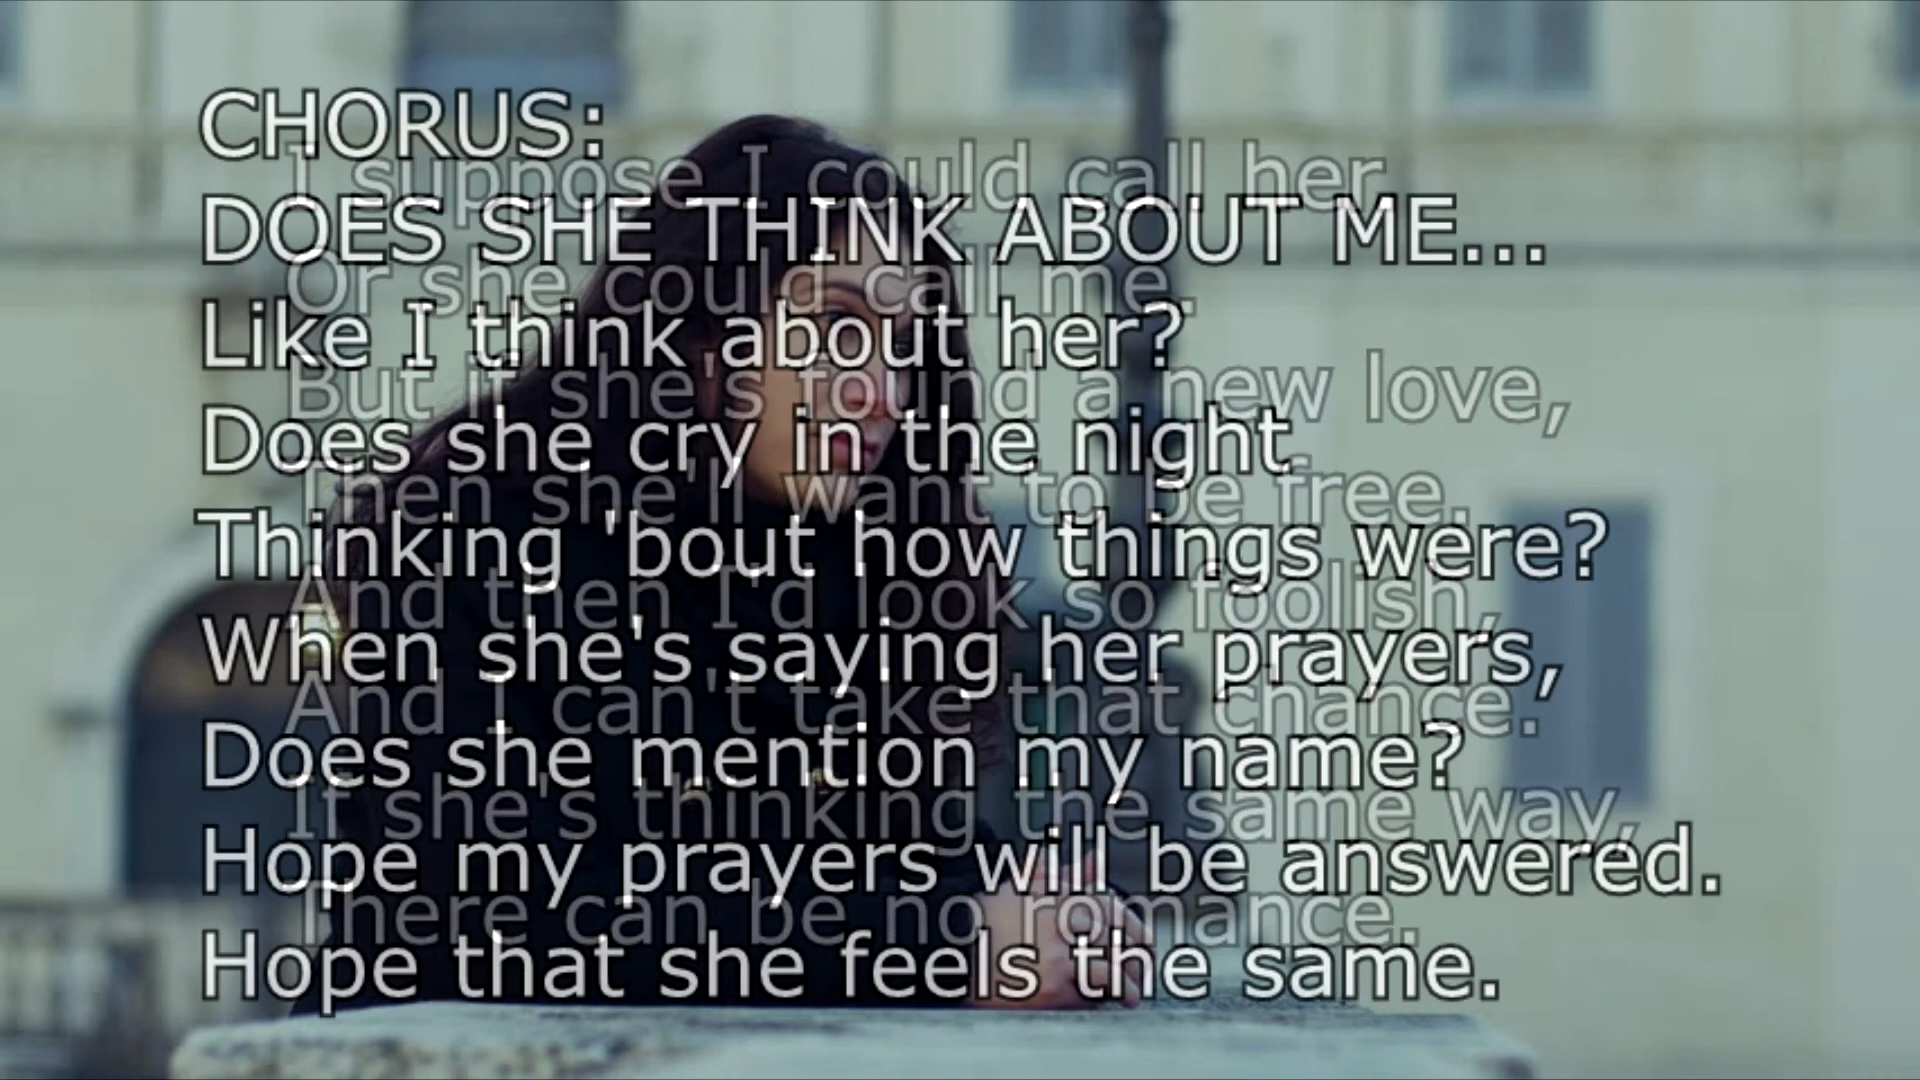 CHORUS:
I suppose I could call her
DOES SHE THINK ABOUT ME...
Or she could call me.
Like I think about her?
But if she's found a new love,
Does she cry in the night
Then she'll want to be free.
Thinking 'bout how things were?
And then I'd look so foolish,
When she's saying her prayers,
And I can't take that chance.
Does she mention my name?
If she's thinking the same way,
Hope my prayers will be answered.
There can be no romance.
Hope that she feels the same.